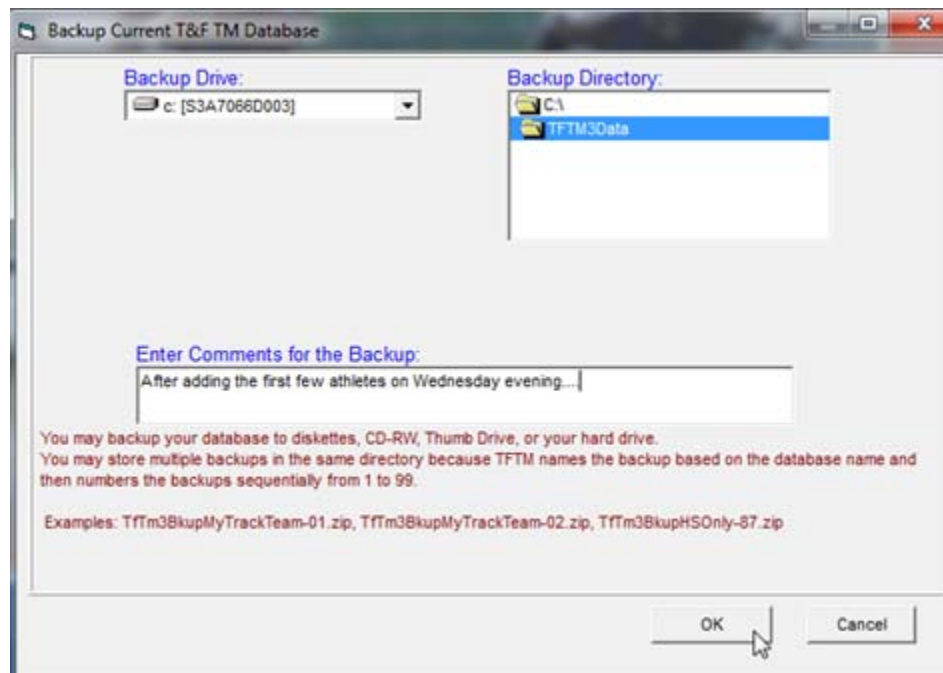 Backup Current T&F TM Database
Backup Drive:
c: [S3A7066D003]
Backup Directory:
C:\
TFTM3Data
Enter Comments for the Backup:
After adding the first few athletes on Wednesday evening....
You may backup your database to diskettes, CD-RW, Thumb Drive, or your hard drive.
You may store multiple backups in the same directory because TFTM names the backup based on the database name and
then numbers the backups sequentially from 1 to 99.
Examples: TfTm3BkupMyTrackTeam-01.zip, TfTm3BkupMyTrackTeam-02.zip, TfTm3BkupHSOnly-87.zip
OK
Cancel